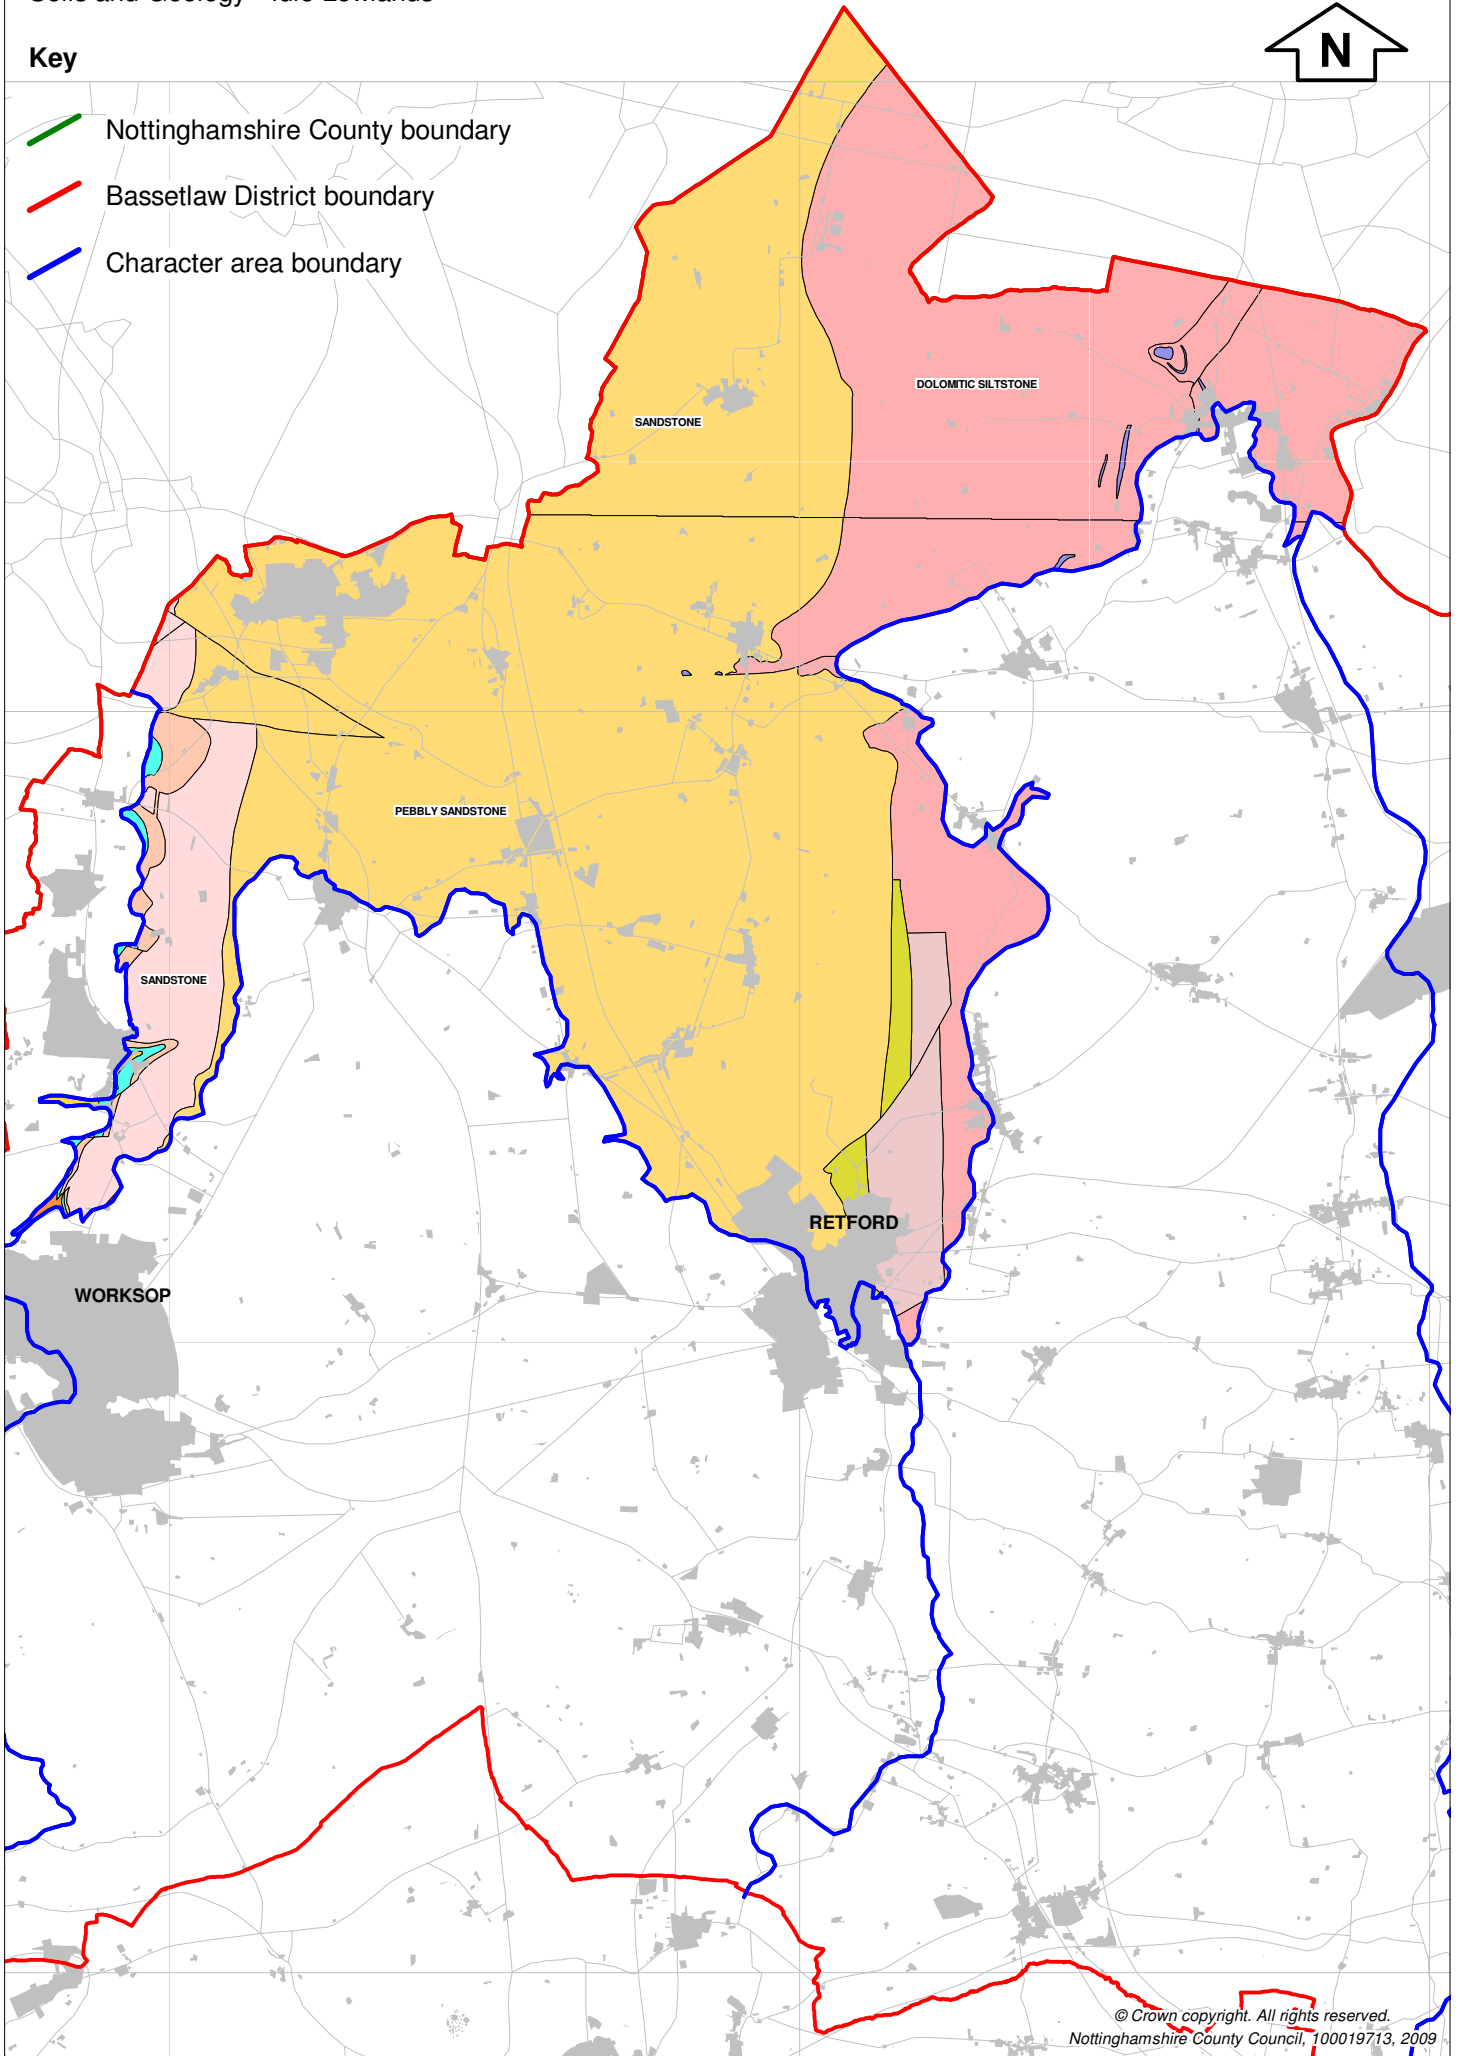 Key
N
Nottinghamshire County boundary
Bassetlaw District boundary
Character area boundary
DOLOMITIC SILTSTONE
SANDSTONE
PEBBLY SANDSTONE
SANDSTONE
RETFORD
WORKSOP
© Crown copyright. All rights reserved.
Nottinghamshire County Council, 100019713, 2009